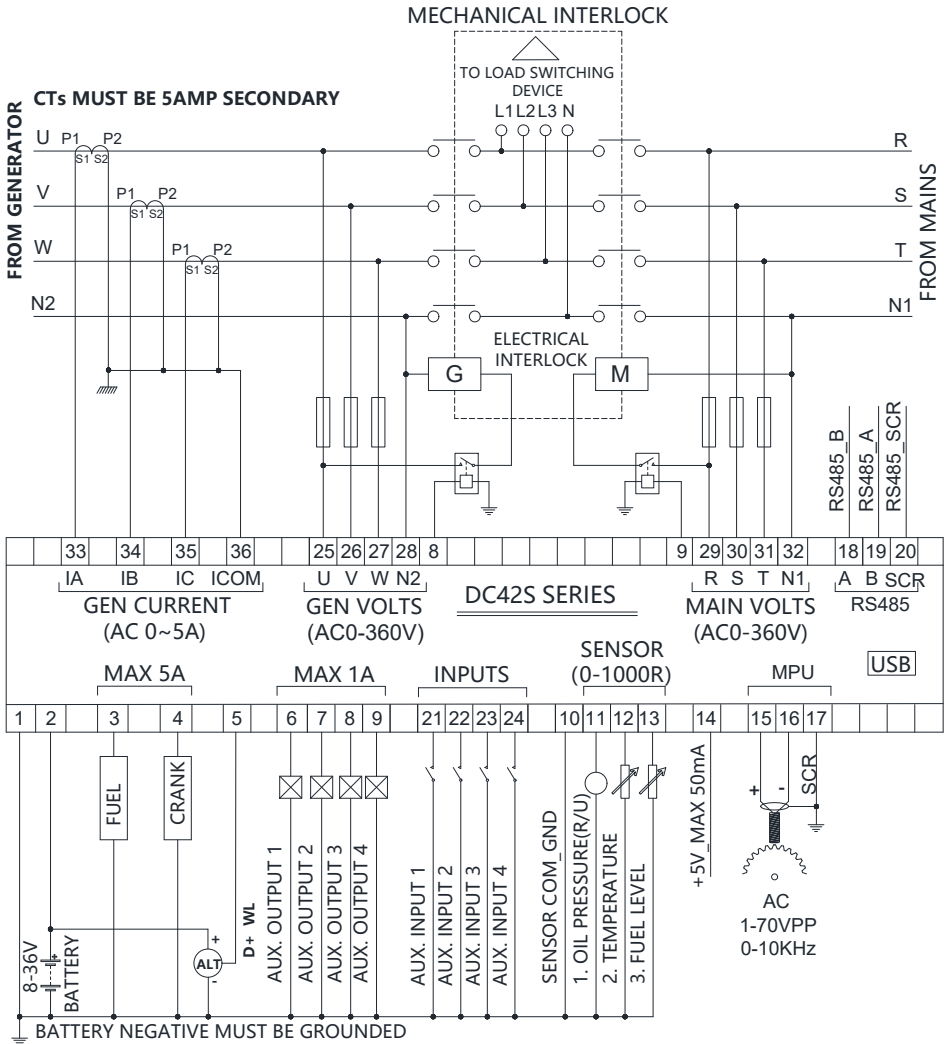 MECHANICAL INTERLOCK
TO LOAD SWITCHING
DEVICE
L1 L2 L3 N
CTs MUST BE 5AMP SECONDARY
FROM GENERATOR
FROM MAINS
U P1 P2
S1 S2
R
V P1 P2
S1 S2
S
W P1 P2
S1 S2
T
N2
N1
ELECTRICAL
INTERLOCK
G
M
RS485_B
RS485_A
RS485_SCR
33 34 35 36 25 26 27 28 8 9 29 30 31 32 18 19 20
IA IB IC ICOM U V W N2 R S T N1 A B SCR
GEN CURRENT
(AC 0~5A)
GEN VOLTS
(AC0-360V)
DC42S SERIES
MAIN VOLTS
(AC0-360V)
RS485
MAX 5A
MAX 1A
INPUTS
SENSOR
(0-1000R)
MPU
USB
1 2 3 4 5 6 7 8 9 21 22 23 24 10 11 12 13 14 15 16 17
FUEL
CRANK
D+ WL
AUX. OUTPUT 1
AUX. OUTPUT 2
AUX. OUTPUT 3
AUX. OUTPUT 4
AUX. INPUT 1
AUX. INPUT 2
AUX. INPUT 3
AUX. INPUT 4
SENSOR COM_GND
1. OIL PRESSURE(R/U)
2. TEMPERATURE
3. FUEL LEVEL
+5V_MAX 50mA
+ -
SCR
AC
1-70VPP
0-10KHz
8-36V
+
-
BATTERY
+
ALT
-
BATTERY NEGATIVE MUST BE GROUNDED